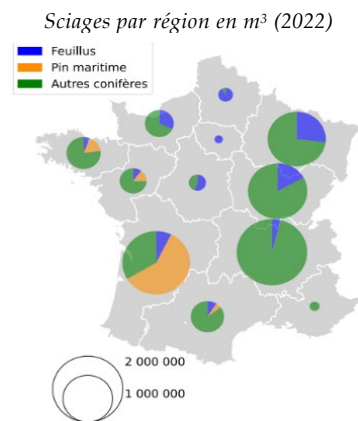 Sciages par région en m³ (2022)
Feuillus
Pin maritime
Autres conifères
2 000 000
1 000 000